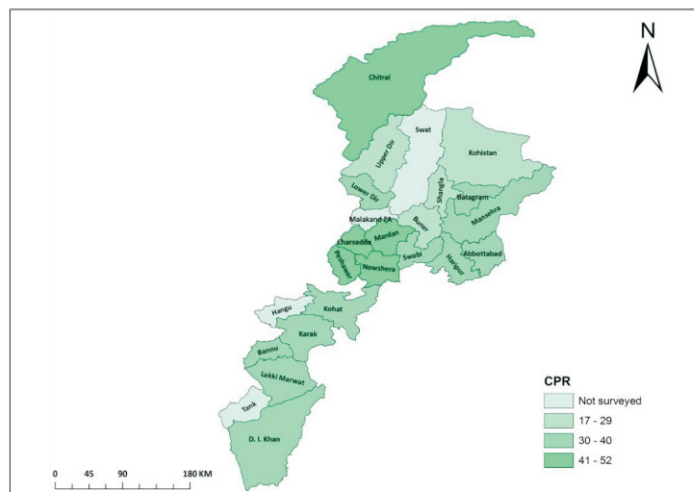 N
Chitral
Swat
Upper Dir
Kohistan
Shangla
Lower Dir
Batagram
Mansehra
Malakand PA
Buner
Mardan
Charsadda
Swabi
Abbottabad
Peshawar
Nowshera
Haripur
Hangu
Kohat
Karak
Bannu
Lakki Marwat
Tank
D. I. Khan
CPR
Not surveyed
17 - 29
30 - 40
41 - 52
0 45 90 180 KM